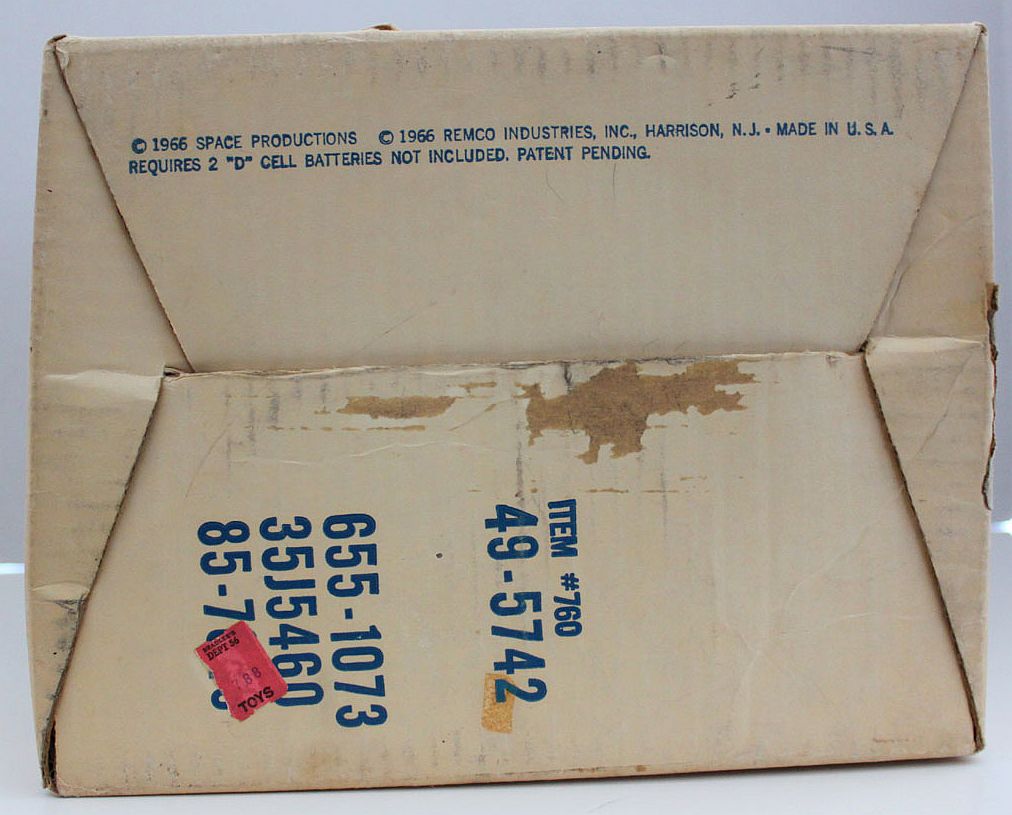 © 1966 SPACE PRODUCTIONS © 1966 REMCO INDUSTRIES, INC., HARRISON, N.J. • MADE IN U.S.A.
REQUIRES 2 "D" CELL BATTERIES NOT INCLUDED. PATENT PENDING.
ITEM #760
49-5742
655-1073
35J5460
DEPT 56
TOYS